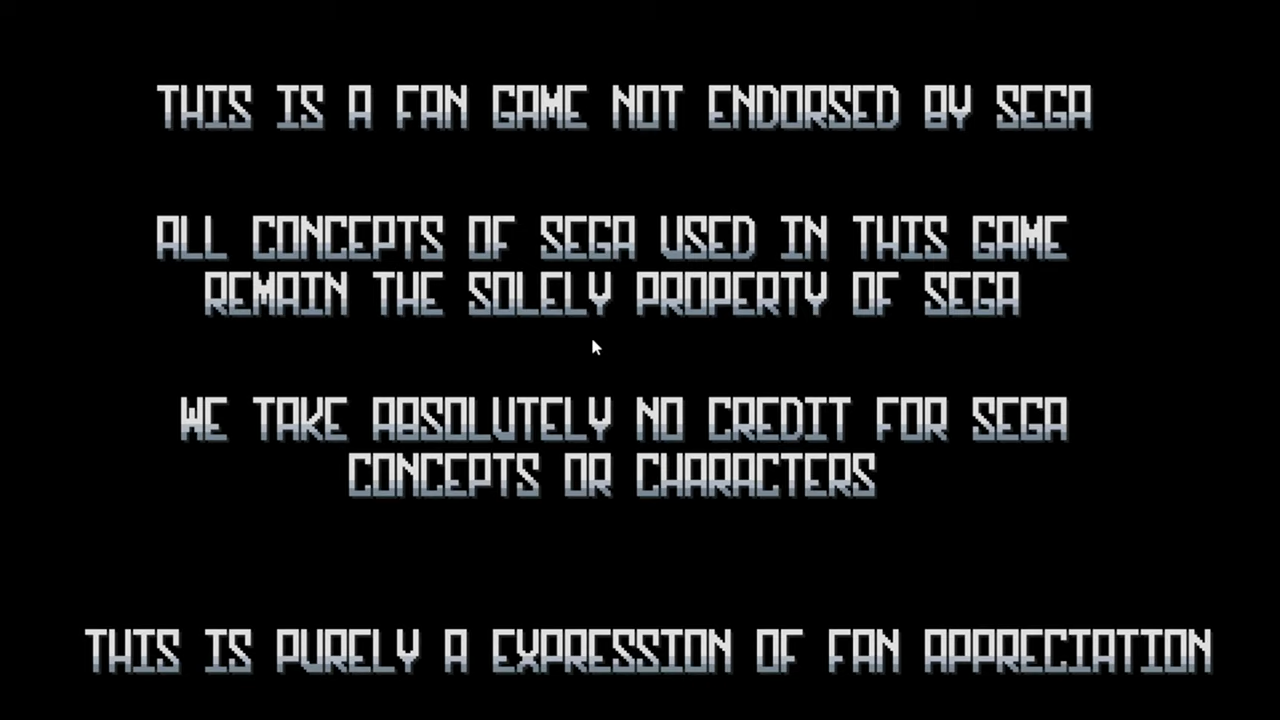 THIS IS A FAN GAME NOT ENDORSED BY SEGA
ALL CONCEPTS OF SEGA USED IN THIS GAME
REMAIN THE SOLELY PROPERTY OF SEGA
WE TAKE ABSOLUTELY NO CREDIT FOR SEGA
CONCEPTS OR CHARACTERS
THIS IS PURELY A EXPRESSION OF FAN APPRECIATION